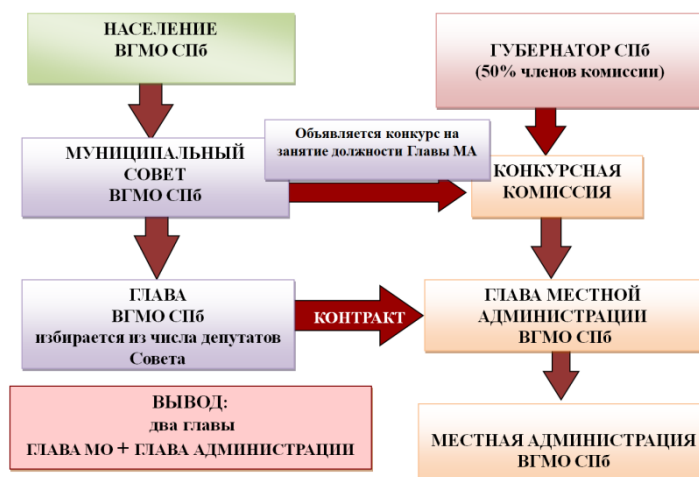 НАСЕЛЕНИЕ
ВГМО СПб
ГУБЕРНАТОР СПб
(50% членов комиссии)
Объявляется конкурс на
занятие должности Главы МА
МУНИЦИПАЛЬНЫЙ
СОВЕТ
ВГМО СПб
КОНКУРСНАЯ
КОМИССИЯ
ГЛАВА
ВГМО СПб
избирается из числа депутатов
Совета
КОНТРАКТ
ГЛАВА МЕСТНОЙ
АДМИНИСТРАЦИИ
ВГМО СПб
ВЫВОД:
два главы
ГЛАВА МО + ГЛАВА АДМИНИСТРАЦИИ
МЕСТНАЯ АДМИНИСТРАЦИЯ
ВГМО СПб